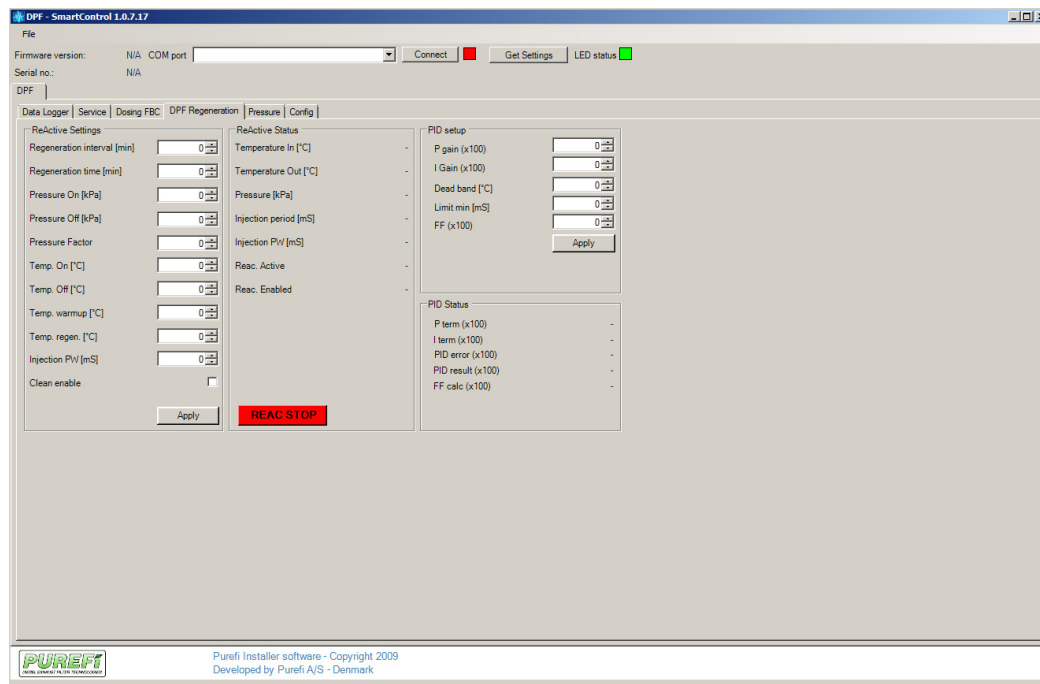 DPF - SmartControl 1.0.7.17
File
Firmware version: N/A COM port Connect Get Settings LED status
Serial no.: N/A
DPF
Data Logger Service Dosing FBC DPF Regeneration Pressure Config
ReActive Settings
Regeneration interval [min] 0
Regeneration time [min] 0
Pressure On [kPa] 0
Pressure Off [kPa] 0
Pressure Factor 0
Temp. On [°C] 0
Temp. Off [°C] 0
Temp. warmup [°C] 0
Temp. regen. [°C] 0
Injection PW [mS] 0
Clean enable
Apply
ReActive Status
Temperature In [°C] -
Temperature Out [°C] -
Pressure [kPa] -
Injection period [mS] -
Injection PW [mS] -
Reac. Active -
Reac. Enabled -
REAC STOP
PID setup
P gain (x100) 0
I Gain (x100) 0
Dead band [°C] 0
Limit min [mS] 0
FF (x100) 0
Apply
PID Status
P term (x100) -
I term (x100) -
PID error (x100) -
PID result (x100) -
FF calc (x100) -
PUREFi
DIESEL EXHAUST FILTER TECHNOLOGIES
Purefi Installer software - Copyright 2009
Developed by Purefi A/S - Denmark